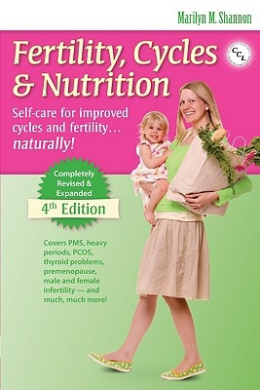 Marilyn M. Shannon
Fertility, Cycles
& Nutrition
CCL
Self-care for improved
cycles and fertility…
naturally!
Completely
Revised &
Expanded
4th Edition
Covers PMS, heavy
periods, PCOS,
thyroid problems,
premenopause,
male and female
infertility — and
much, much more!